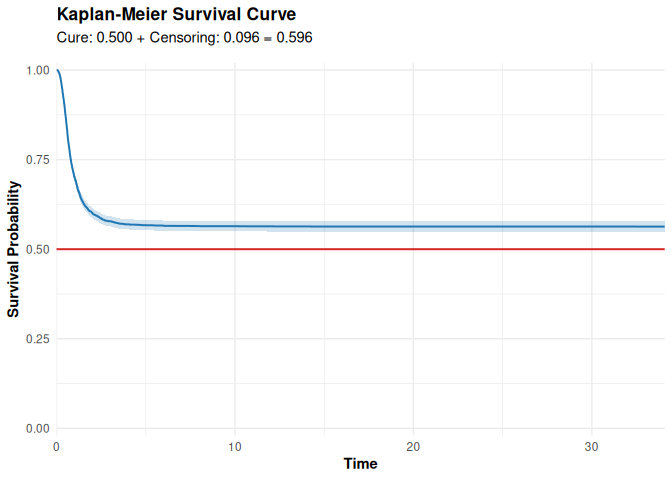 Kaplan-Meier Survival Curve
Cure: 0.500 + Censoring: 0.096 = 0.596
1.00
0.75
0.50
0.25
0.00
Survival Probability
0 10 20 30
Time